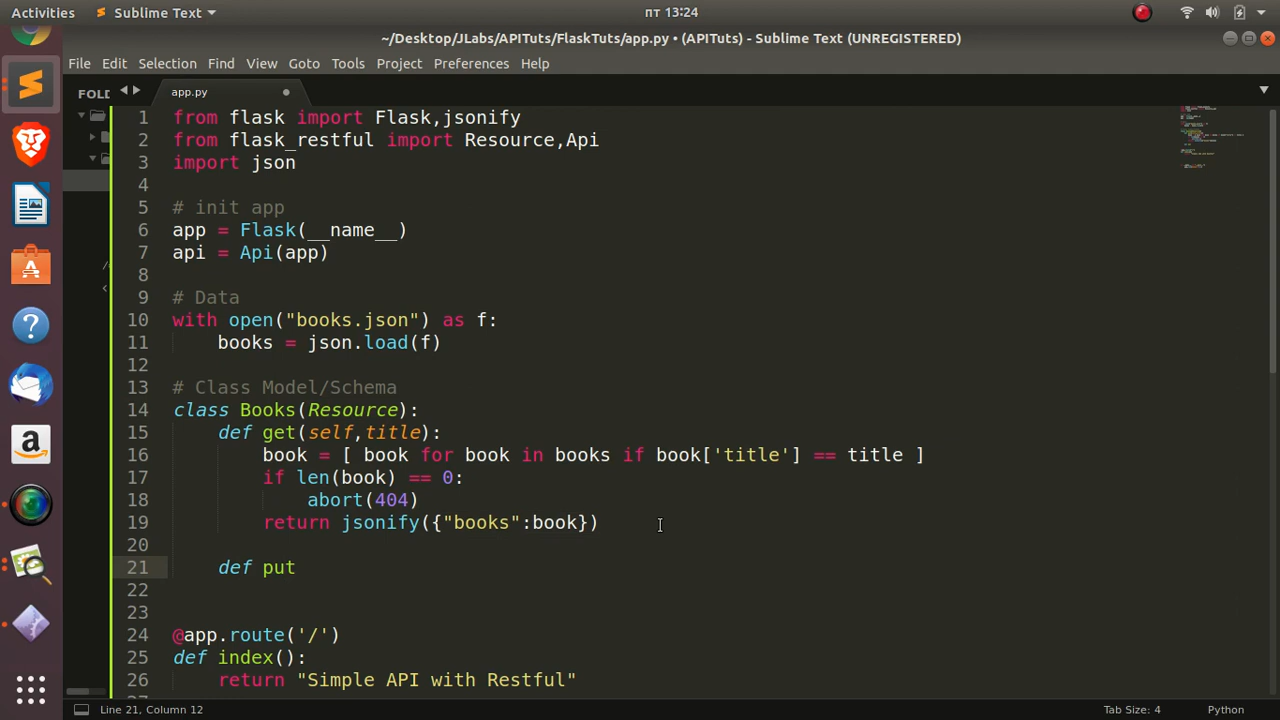 Activities
Sublime Text
пт 13:24
~/Desktop/JLabs/APITuts/FlaskTuts/app.py • (APITuts) - Sublime Text (UNREGISTERED)
File Edit Selection Find View Goto Tools Project Preferences Help
FOLD
app.py
1 from flask import Flask,jsonify
2 from flask_restful import Resource,Api
3 import json
4
5 # init app
6 app = Flask(__name__)
7 api = Api(app)
8
9 # Data
10 with open("books.json") as f:
11 books = json.load(f)
12
13 # Class Model/Schema
14 class Books(Resource):
15 def get(self,title):
16 book = [ book for book in books if book['title'] == title ]
17 if len(book) == 0:
18 abort(404)
19 return jsonify({"books":book})
20
21 def put
22
23
24 @app.route('/')
25 def index():
26 return "Simple API with Restful"
Line 21, Column 12
Tab Size: 4
Python